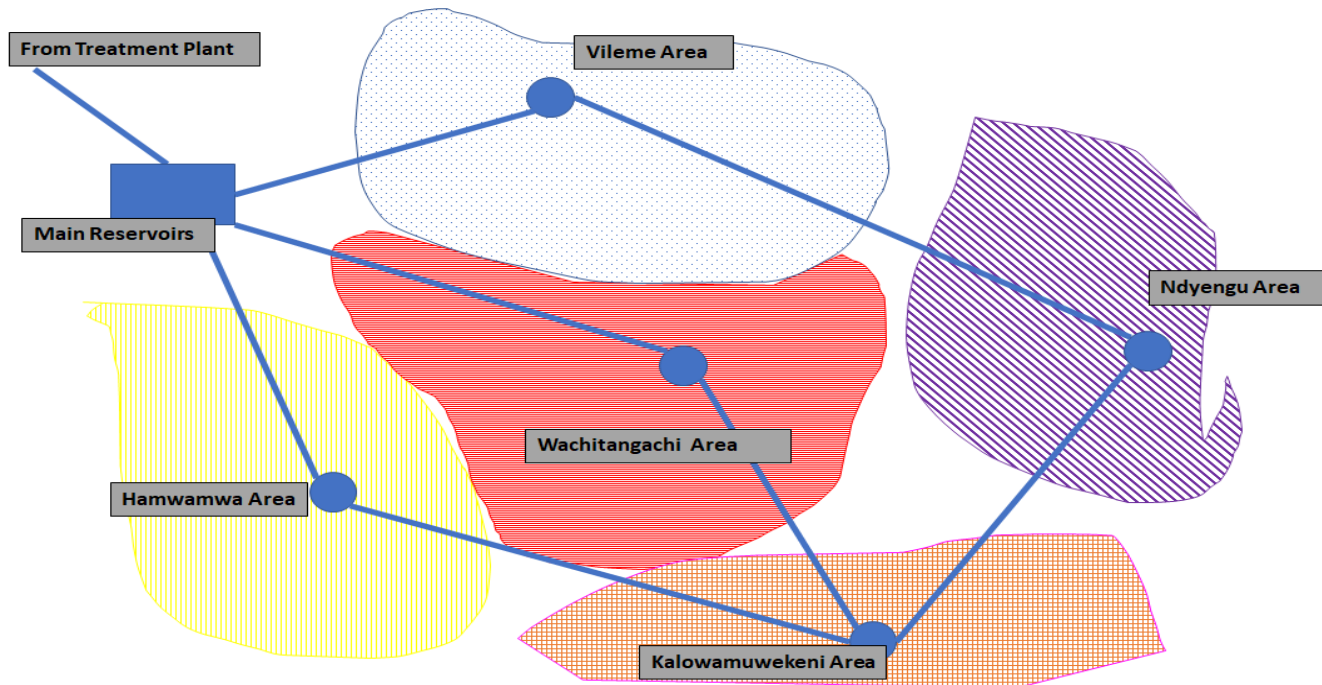 From Treatment Plant
Vileme Area
Main Reservoirs
Ndyengu Area
Wachitangachi Area
Hamwamwa Area
Kalowamuwekeni Area